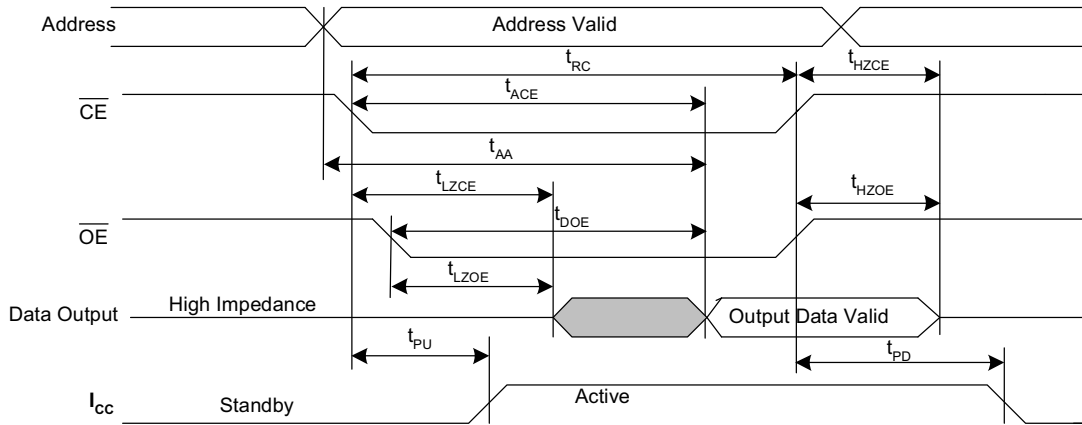 Address
Address Valid
tRC
tHZCE
tACE
CE
tAA
tLZCE
tHZOE
OE
tDOE
tLZOE
Data Output
High Impedance
Output Data Valid
tPU
tPD
ICC
Standby
Active